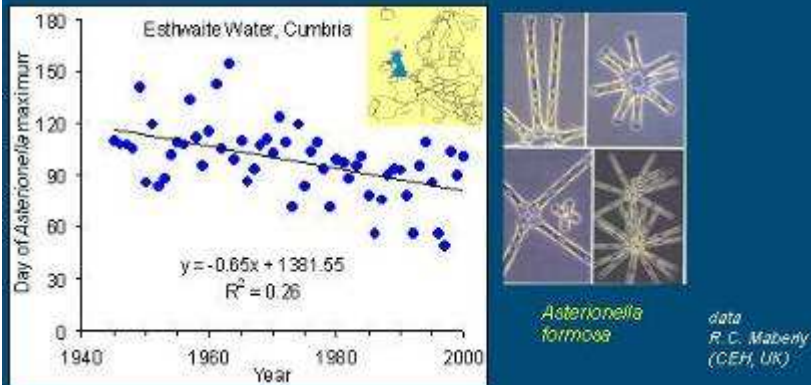 Esthwaite Water, Cumbria
Day of Asterionella maximum
180
150
120
90
60
30
0
y = -0.65x + 1381.55
R² = 0.26
1940
1960
1980
2000
Year
Asterionella
formosa
data
R.C. Maberly
(CEH, UK)